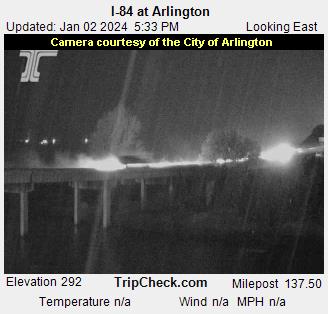 I-84 at Arlington
Updated: Jan 02 2024 5:33 PM Looking East
Camera courtesy of the City of Arlington
Elevation 292 TripCheck.com Milepost 137.50
Temperature n/a Wind n/a MPH n/a